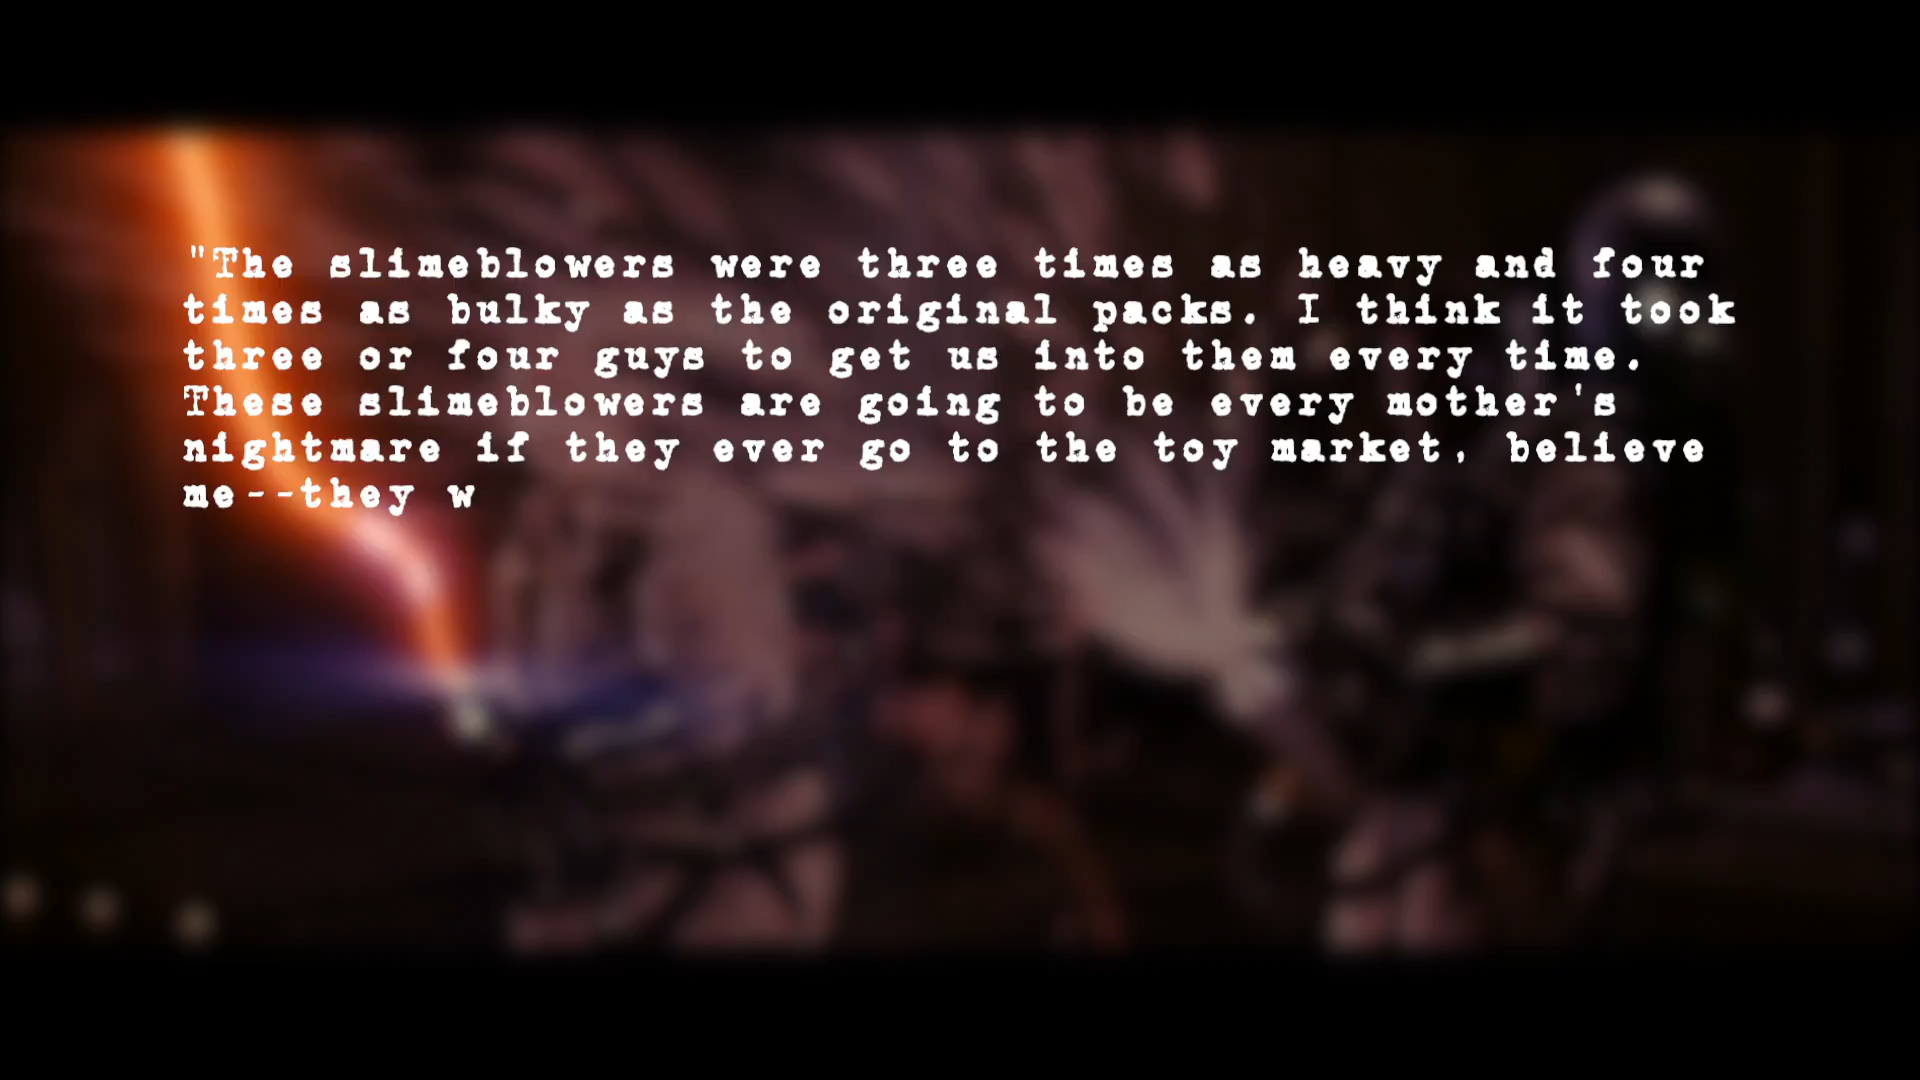 "The slimeblowers were three times as heavy and four
times as bulky as the original packs. I think it took
three or four guys to get us into them every time.
These slimeblowers are going to be every mother's
nightmare if they ever go to the toy market, believe
me--they w